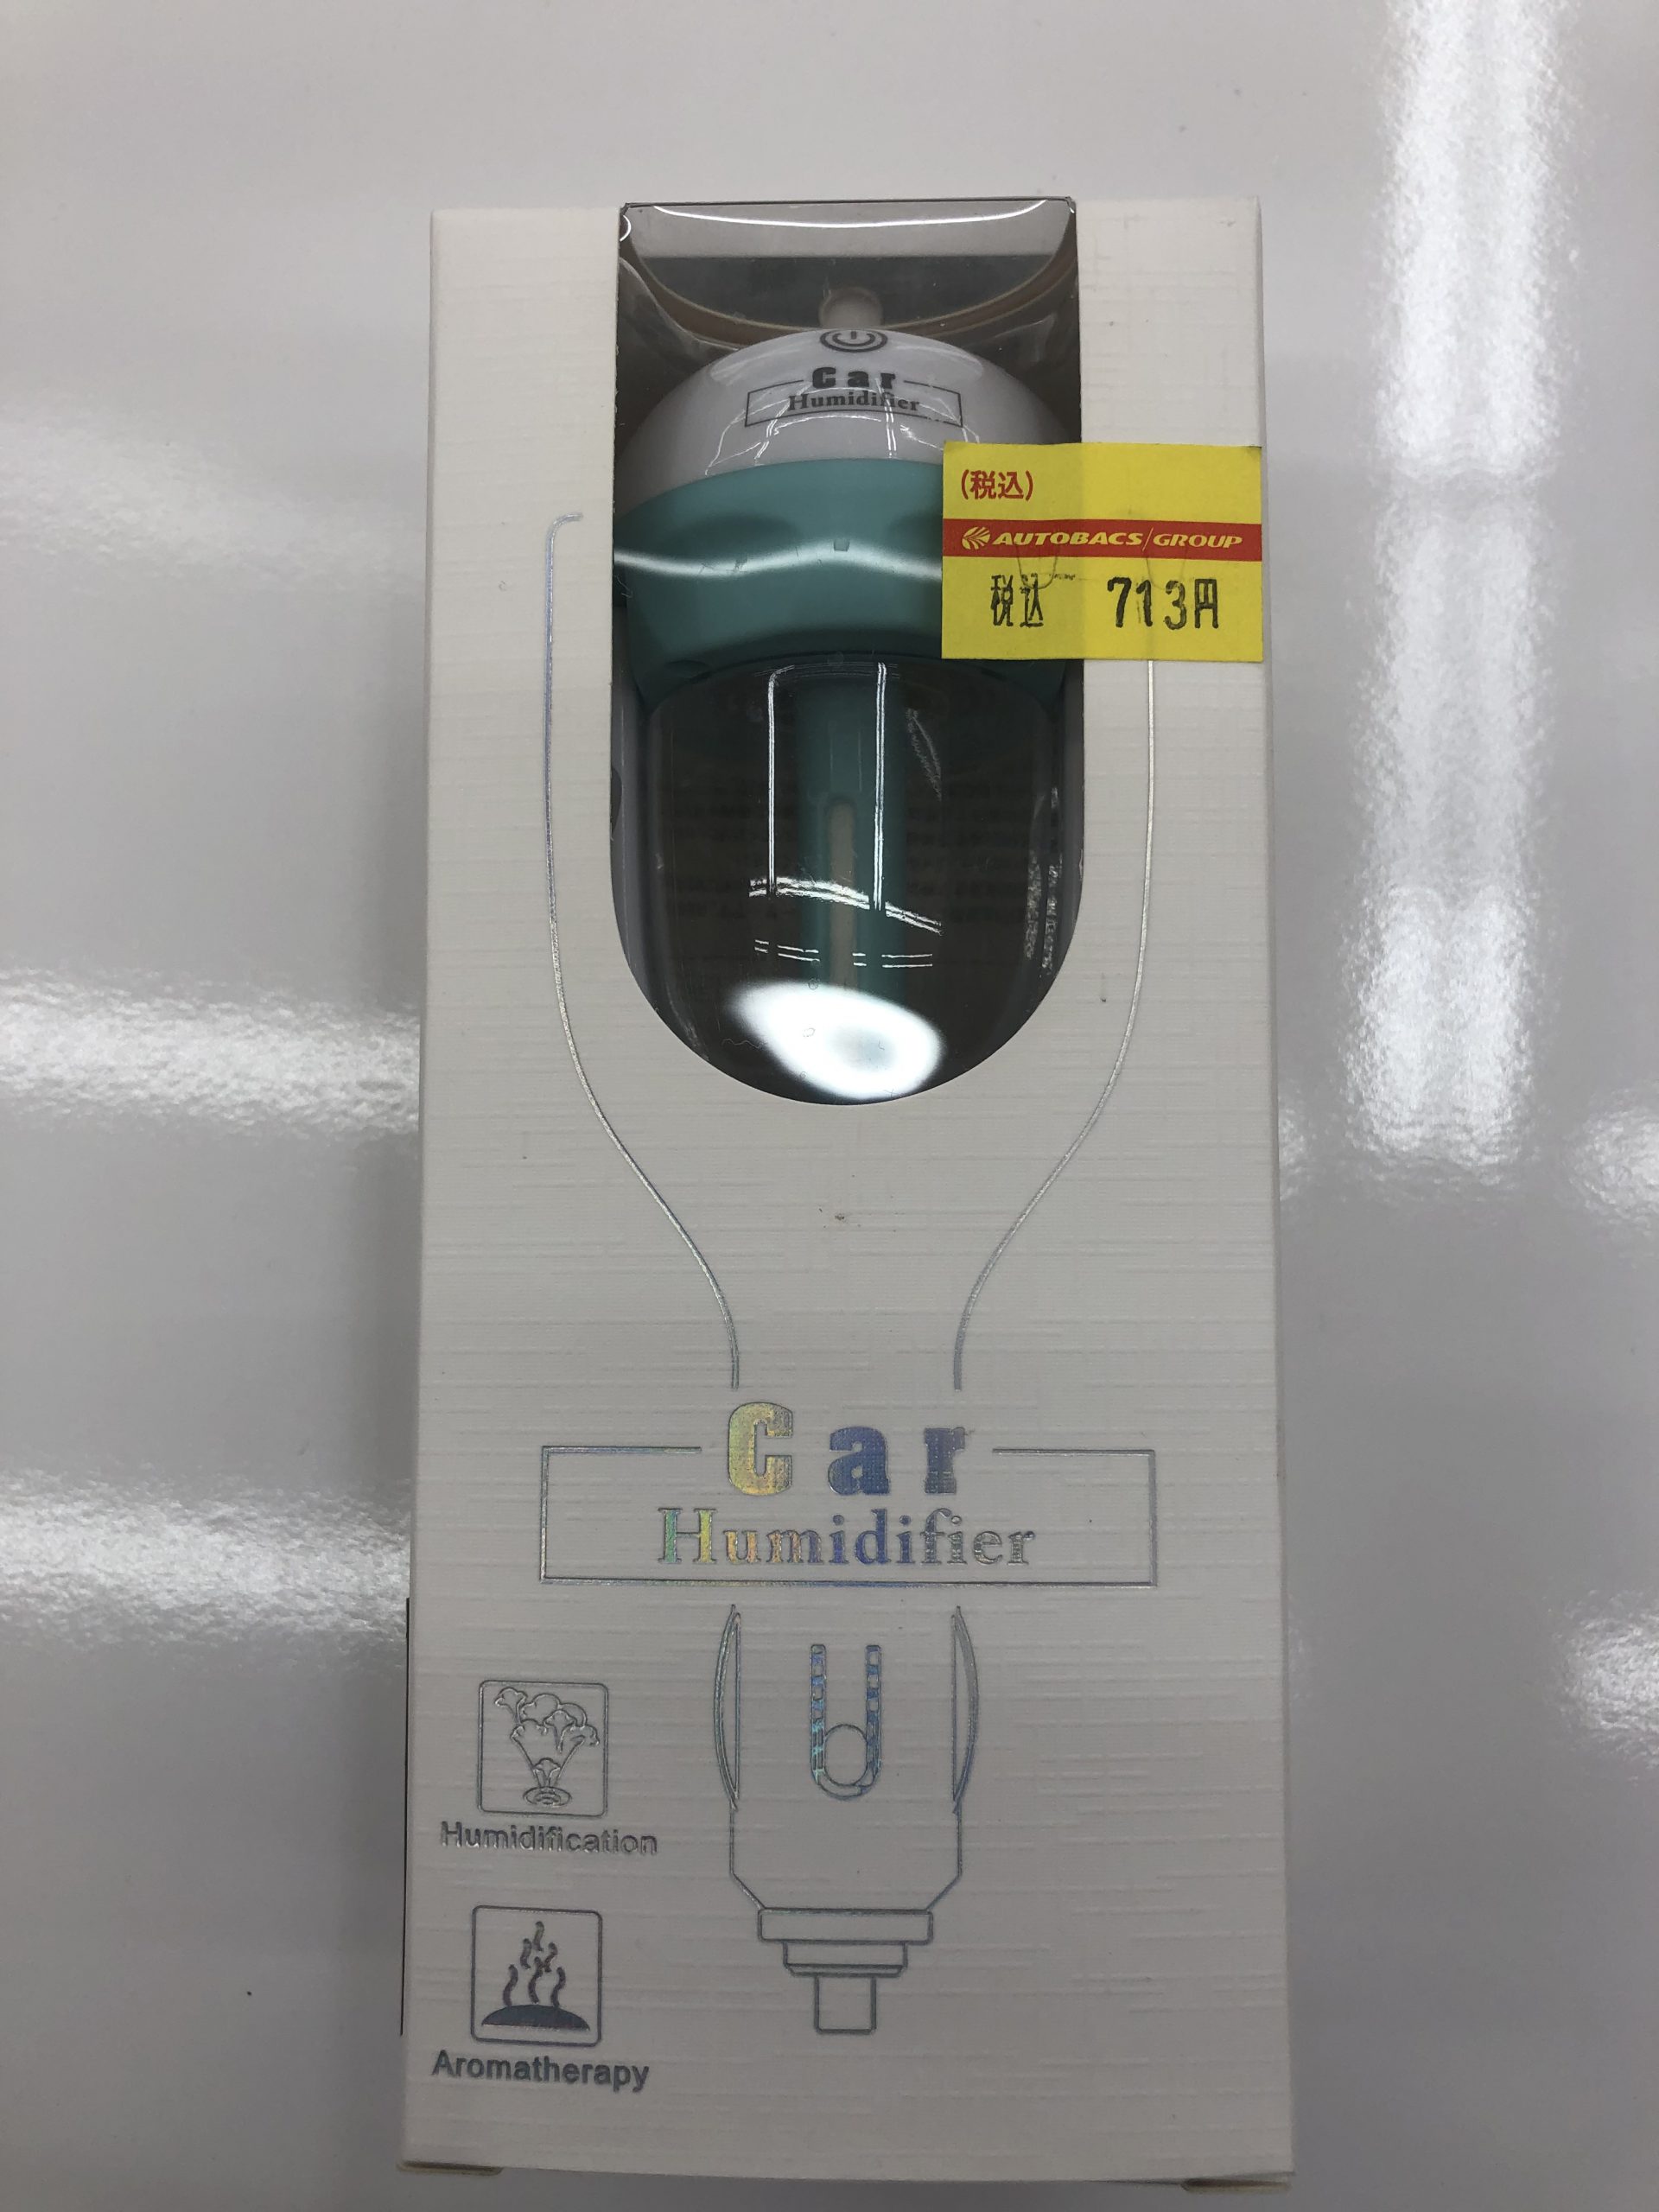 Car
Humidifier
(税込)
AUTOBACS/GROUP
税込 713円
Car
Humidifier
Humidification
Aromatherapy